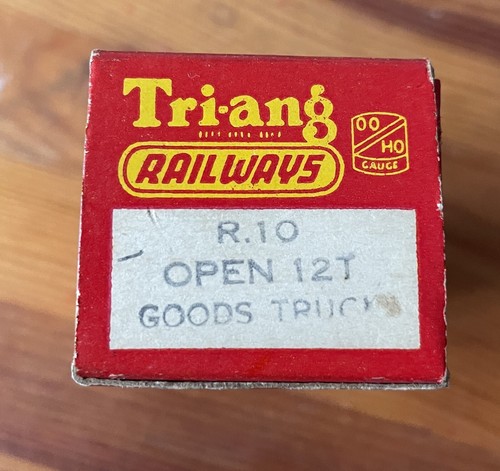 Tri-ang
RAILWAYS
OO
HO
GAUGE
R.10
OPEN 12T
GOODS TRUCK